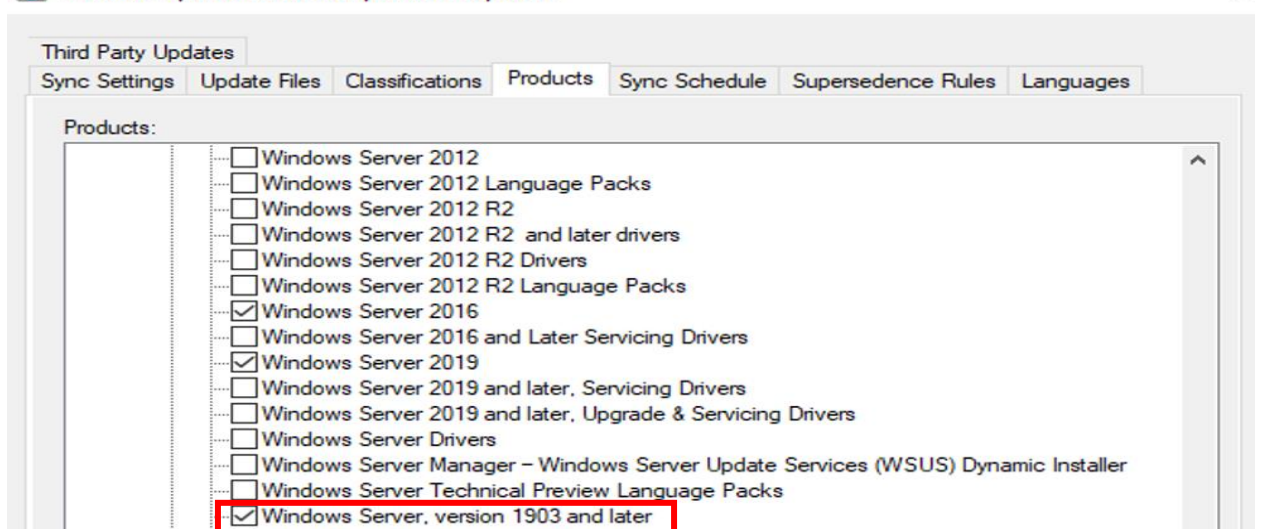 Third Party Updates
Sync Settings Update Files Classifications Products Sync Schedule Supersedence Rules Languages
Products:
Windows Server 2012
Windows Server 2012 Language Packs
Windows Server 2012 R2
Windows Server 2012 R2 and later drivers
Windows Server 2012 R2 Drivers
Windows Server 2012 R2 Language Packs
Windows Server 2016
Windows Server 2016 and Later Servicing Drivers
Windows Server 2019
Windows Server 2019 and later, Servicing Drivers
Windows Server 2019 and later, Upgrade & Servicing Drivers
Windows Server Drivers
Windows Server Manager – Windows Server Update Services (WSUS) Dynamic Installer
Windows Server Technical Preview Language Packs
Windows Server, version 1903 and later